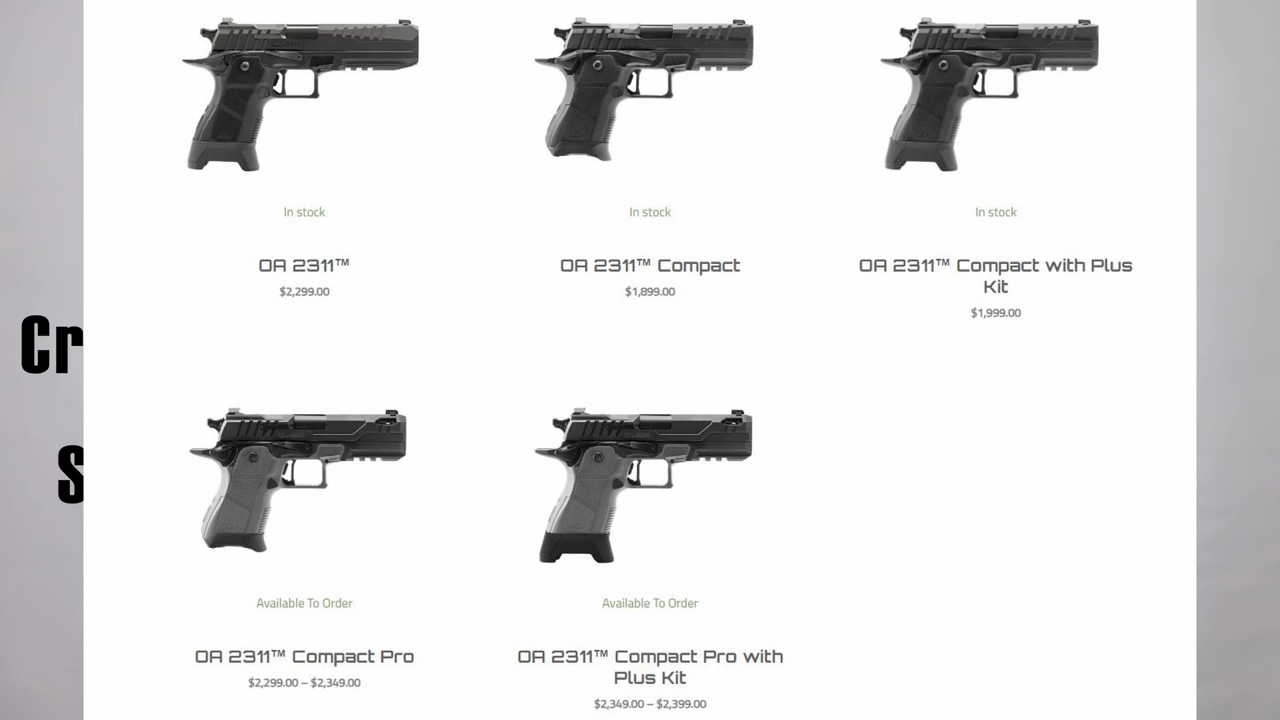 In stock
In stock
In stock
OA 2311™
OA 2311™ Compact
OA 2311™ Compact with Plus
Kit
$2,299.00
$1,899.00
$1,999.00
Cr
S
Available To Order
Available To Order
OA 2311™ Compact Pro
OA 2311™ Compact Pro with
Plus Kit
$2,299.00 – $2,349.00
$2,349.00 – $2,399.00